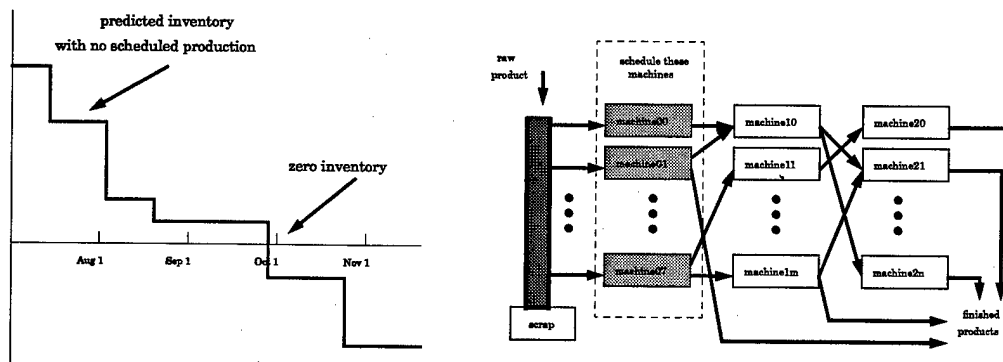 predicted inventory
with no scheduled production
zero inventory
Aug 1
Sep 1
Oct 1
Nov 1
raw
product
schedule these
machines
machine00
machine10
machine20
machine01
machine11
machine21
machine07
machine1m
machine2n
scrap
finished
products